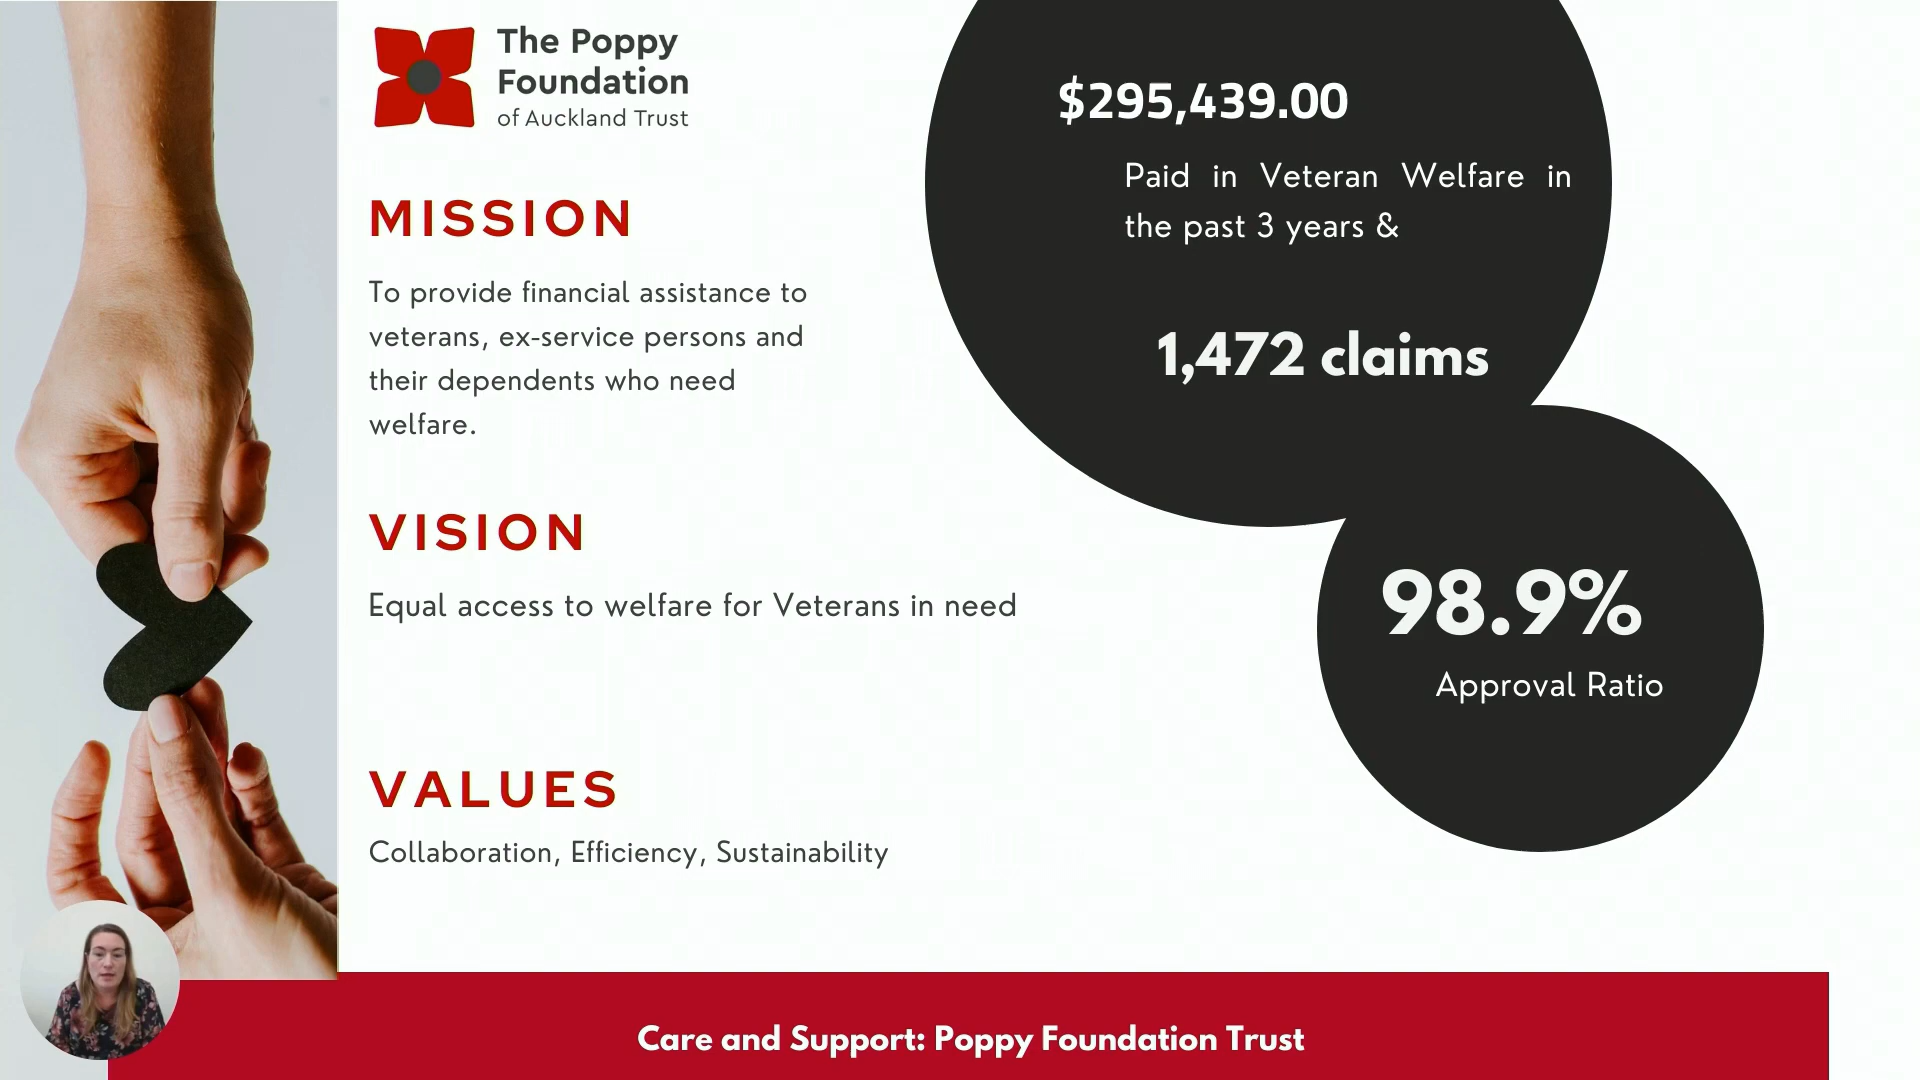 The Poppy
Foundation
of Auckland Trust
MISSION
To provide financial assistance to
veterans, ex-service persons and
their dependents who need
welfare.
VISION
Equal access to welfare for Veterans in need
VALUES
Collaboration, Efficiency, Sustainability
$295,439.00
Paid in Veteran Welfare in
the past 3 years &
1,472 claims
98.9%
Approval Ratio
Care and Support: Poppy Foundation Trust